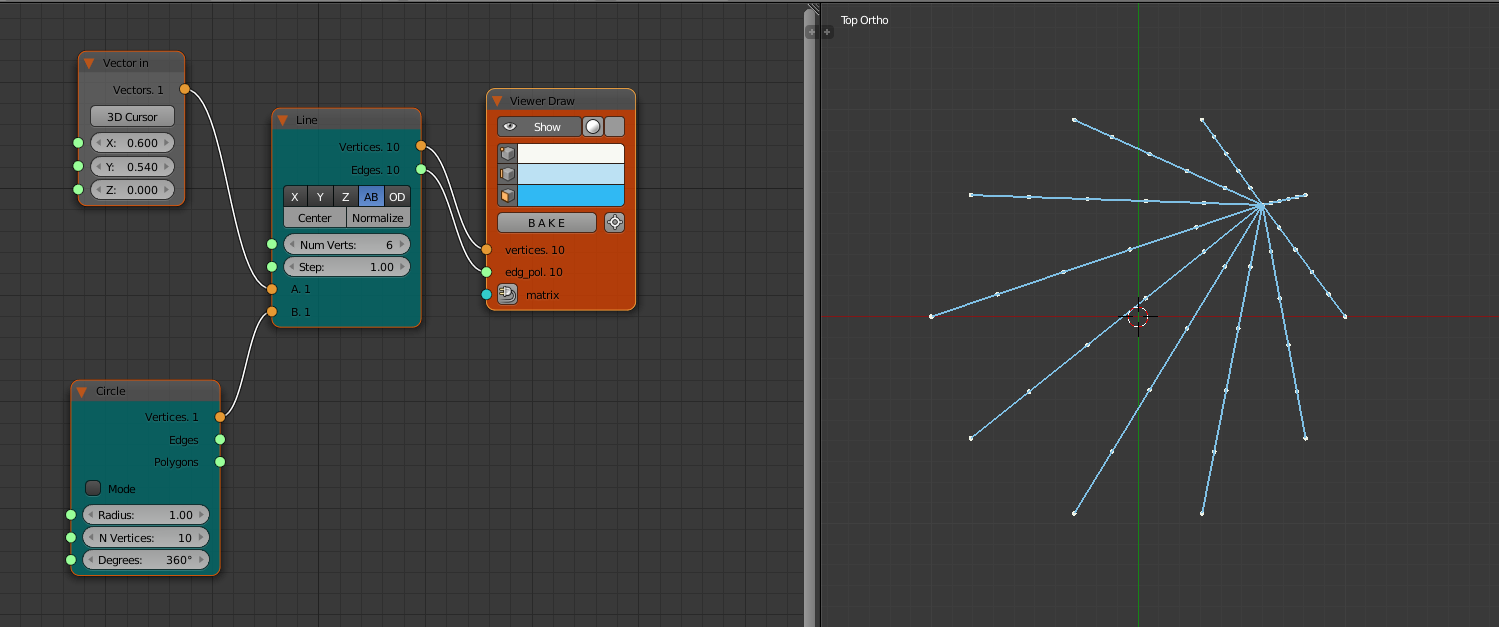 Top Ortho
Vector in
Vectors. 1
3D Cursor
X: 0.600
Y: 0.540
Z: 0.000
Line
Vertices. 10
Edges. 10
X Y Z AB OD
Center Normalize
Num Verts: 6
Step: 1.00
A. 1
B. 1
Viewer Draw
Show
BAKE
vertices. 10
edg_pol. 10
matrix
Circle
Vertices. 1
Edges
Polygons
Mode
Radius: 1.00
N Vertices: 10
Degrees: 360°